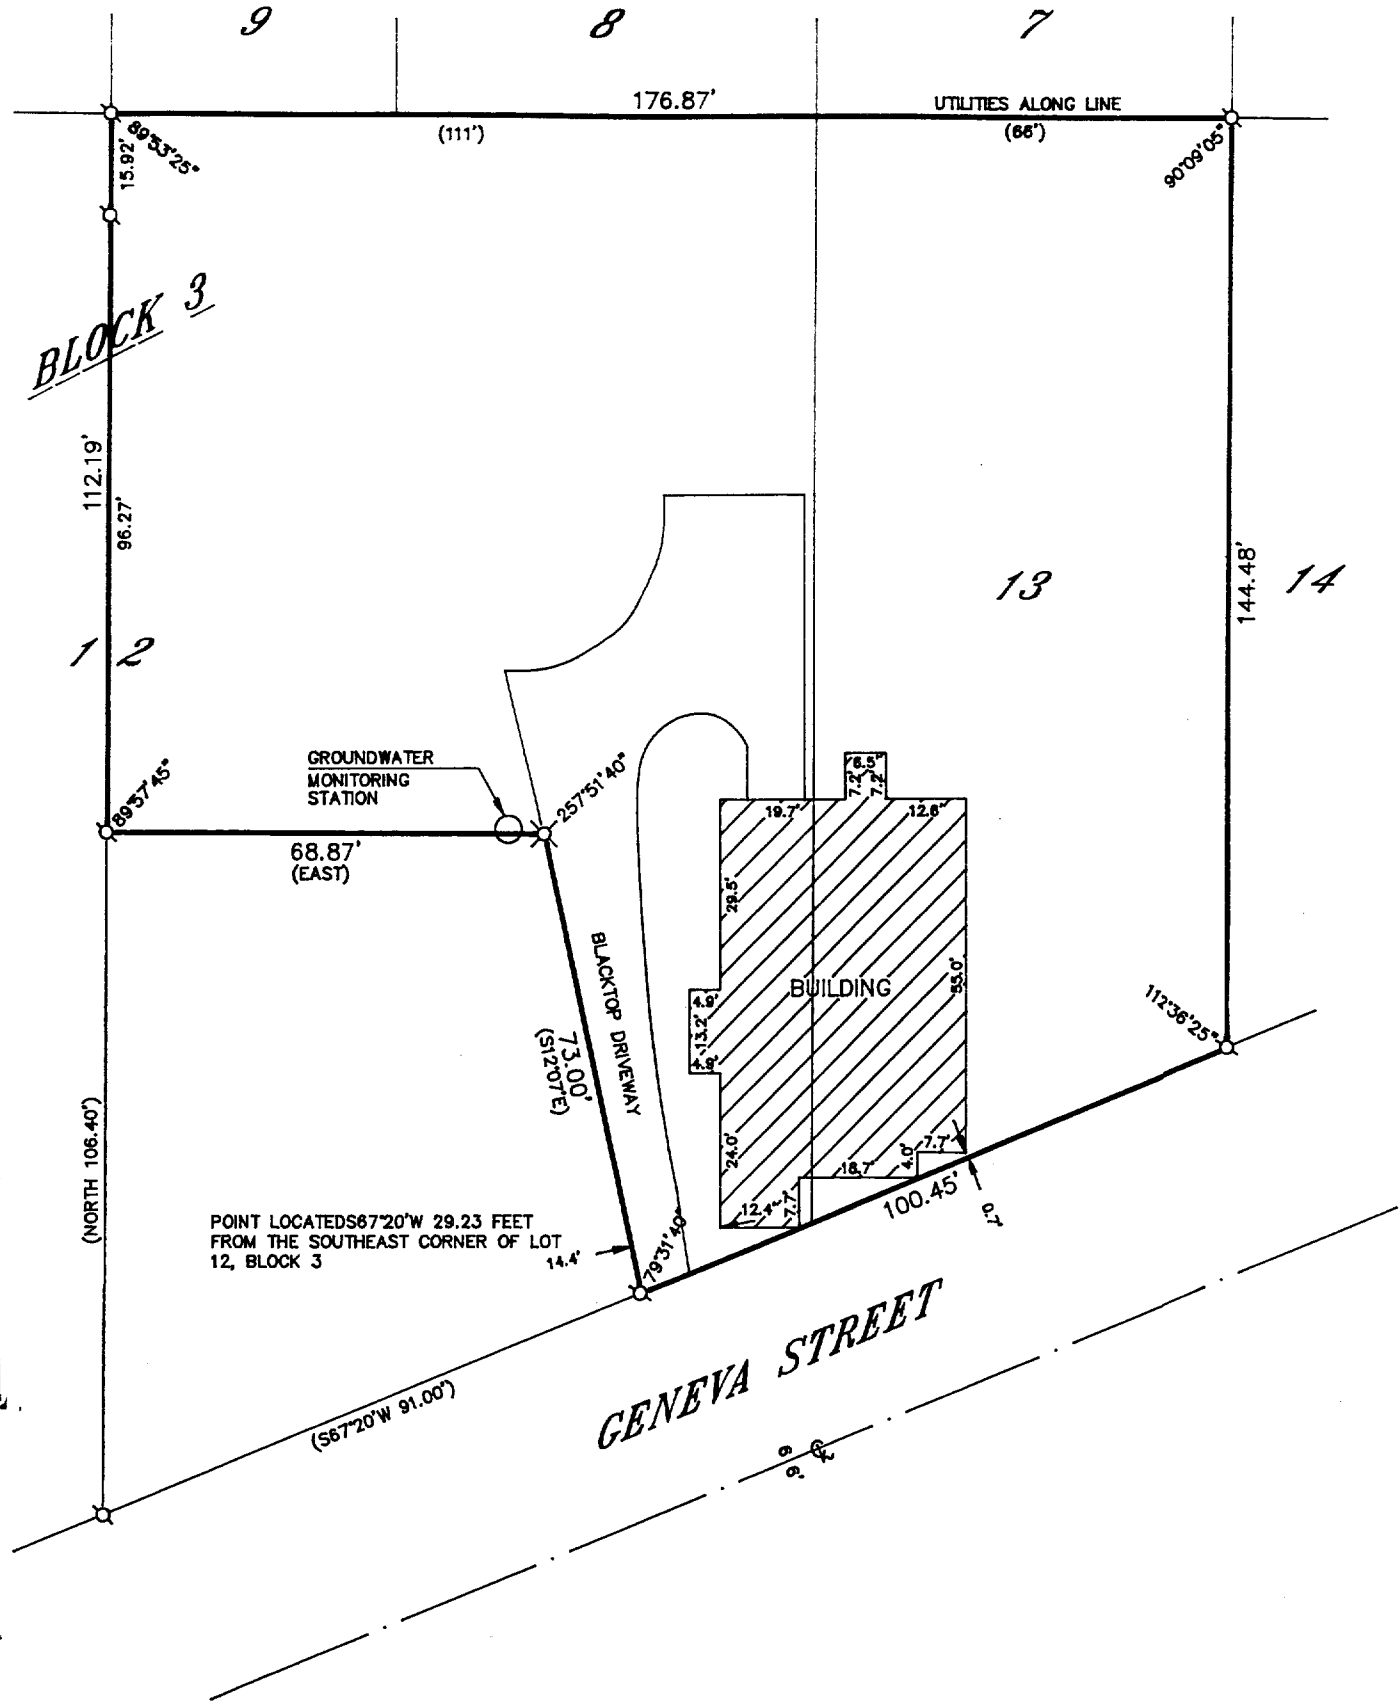 9
8
7
176.87'
UTILITIES ALONG LINE
(111')
(66')
89°53'25"
90°09'05"
15.92'
BLOCK 3
112.19'
96.27'
144.48'
13
14
12
GROUNDWATER
MONITORING
STATION
257°51'40"
89°57'45"
6.5'
7.2'
7.2'
19.7'
12.6'
68.87'
(EAST)
29.5'
BLACKTOP DRIVEWAY
BUILDING
55.0'
4.9'
13.2'
4.9'
112°36'25"
73.00'
(S12°07'E)
(NORTH 106.40')
24.0'
7.7'
4.0'
18.7'
12.4'
7.7'
100.45'
0.7'
POINT LOCATEDS67°20'W 29.23 FEET
FROM THE SOUTHEAST CORNER OF LOT
12, BLOCK 3
14.4'
79°31'40"
GENEVA STREET
(S67°20'W 91.00')
66'